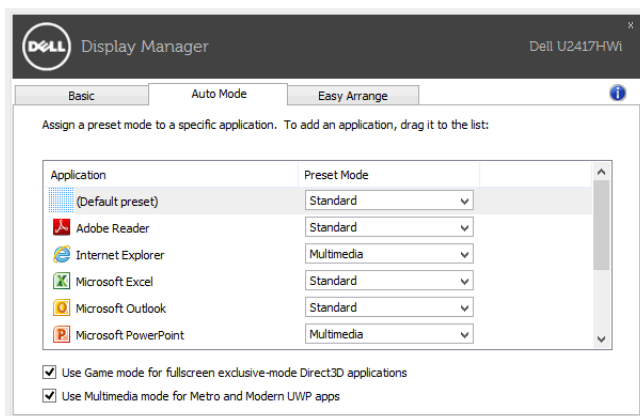 DELL Display Manager Dell U2417HWi x
Basic Auto Mode Easy Arrange
Assign a preset mode to a specific application. To add an application, drag it to the list:
Application Preset Mode
(Default preset) Standard
Adobe Reader Standard
Internet Explorer Multimedia
Microsoft Excel Standard
Microsoft Outlook Standard
Microsoft PowerPoint Multimedia
Use Game mode for fullscreen exclusive-mode Direct3D applications
Use Multimedia mode for Metro and Modern UWP apps